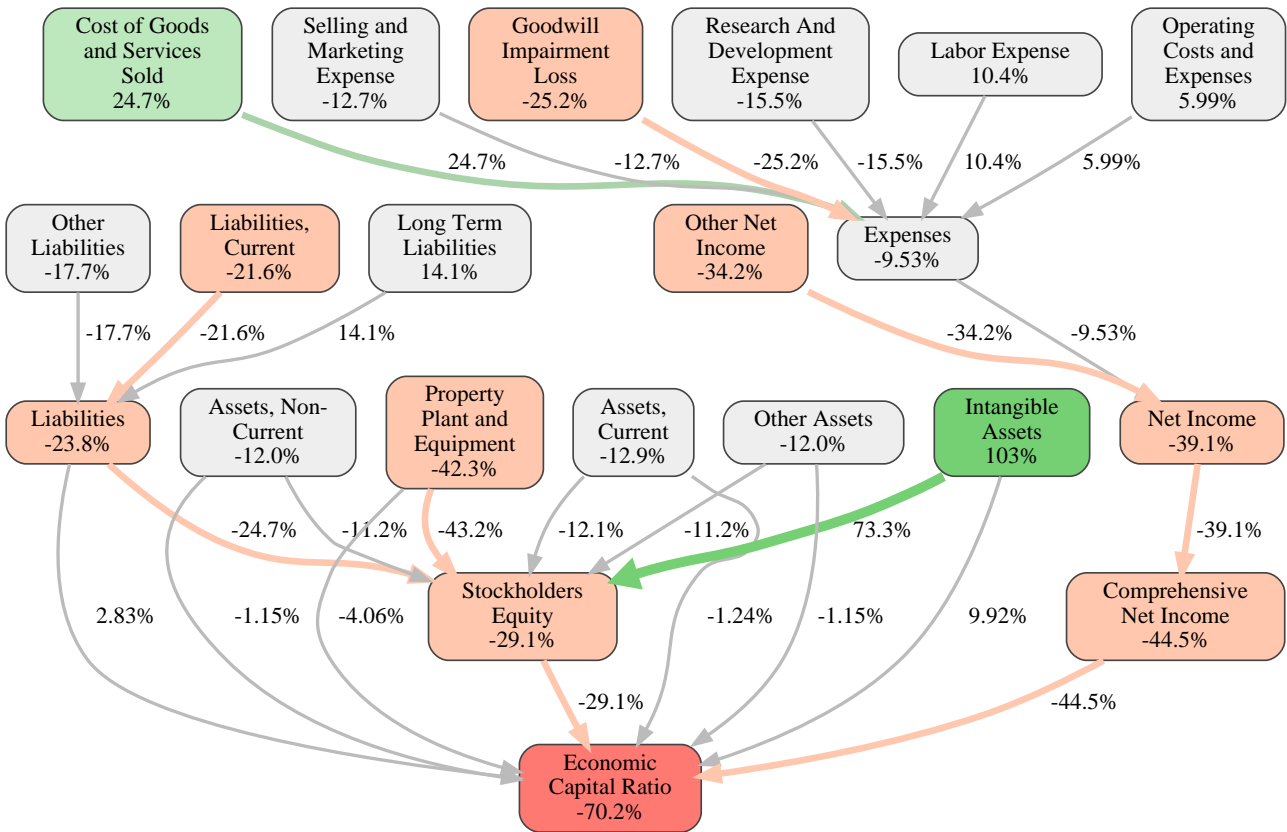 Cost of Goods
and Services
Sold
24.7%
Selling and
Marketing
Expense
-12.7%
Goodwill
Impairment
Loss
-25.2%
Research And
Development
Expense
-15.5%
Labor Expense
10.4%
Operating
Costs and
Expenses
5.99%
24.7%
-12.7%
-25.2%
-15.5%
10.4%
5.99%
Other
Liabilities
-17.7%
Liabilities,
Current
-21.6%
Long Term
Liabilities
14.1%
Other Net
Income
-34.2%
Expenses
-9.53%
-17.7%
-21.6%
14.1%
-34.2%
-9.53%
Liabilities
-23.8%
Assets, Non-
Current
-12.0%
Property
Plant and
Equipment
-42.3%
Assets,
Current
-12.9%
Other Assets
-12.0%
Intangible
Assets
103%
Net Income
-39.1%
-24.7%
-11.2%
-43.2%
-12.1%
-11.2%
73.3%
-39.1%
Stockholders
Equity
-29.1%
Comprehensive
Net Income
-44.5%
2.83%
-1.15%
-4.06%
-1.24%
-1.15%
9.92%
-29.1%
-44.5%
Economic
Capital Ratio
-70.2%